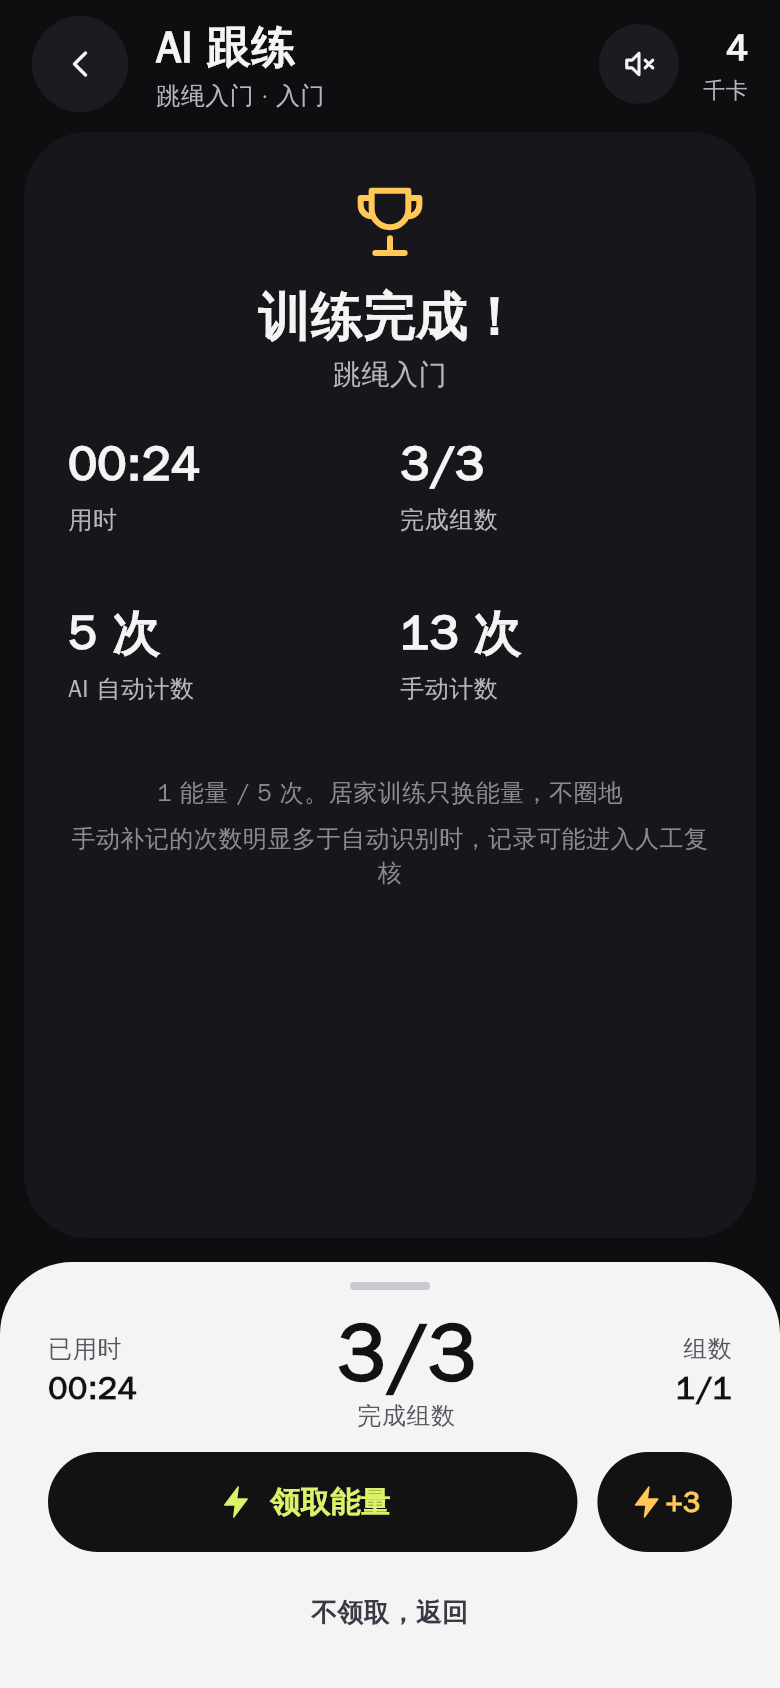 AI 跟练
跳绳入门 · 入门
4
千卡
训练完成！
跳绳入门
00:24
用时
3/3
完成组数
5 次
AI 自动计数
13 次
手动计数
1 能量 / 5 次。居家训练只换能量，不圈地
手动补记的次数明显多于自动识别时，记录可能进入人工复
核
已用时
00:24
3/3
完成组数
组数
1/1
领取能量
+3
不领取，返回